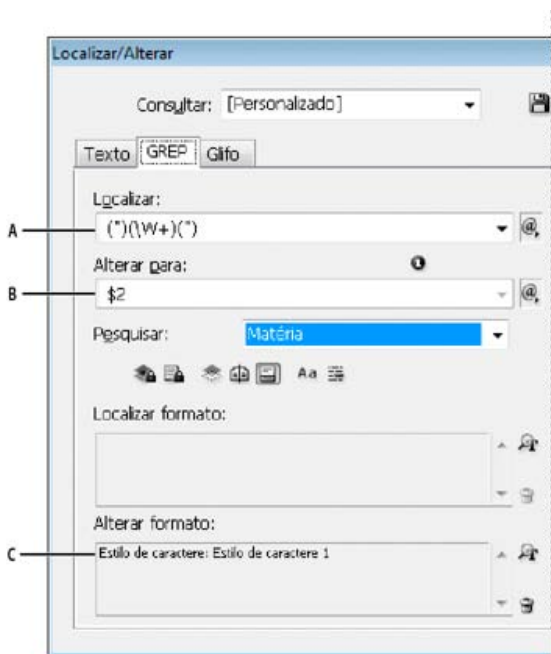 Localizar/Alterar
Consultar: [Personalizado]
Texto GREP Glifo
Localizar:
A (")(\W+)(")
Alterar para:
B $2
Pesquisar: Matéria
Aa
Localizar formato:
Alterar formato:
C Estilo de caractere: Estilo de caractere 1